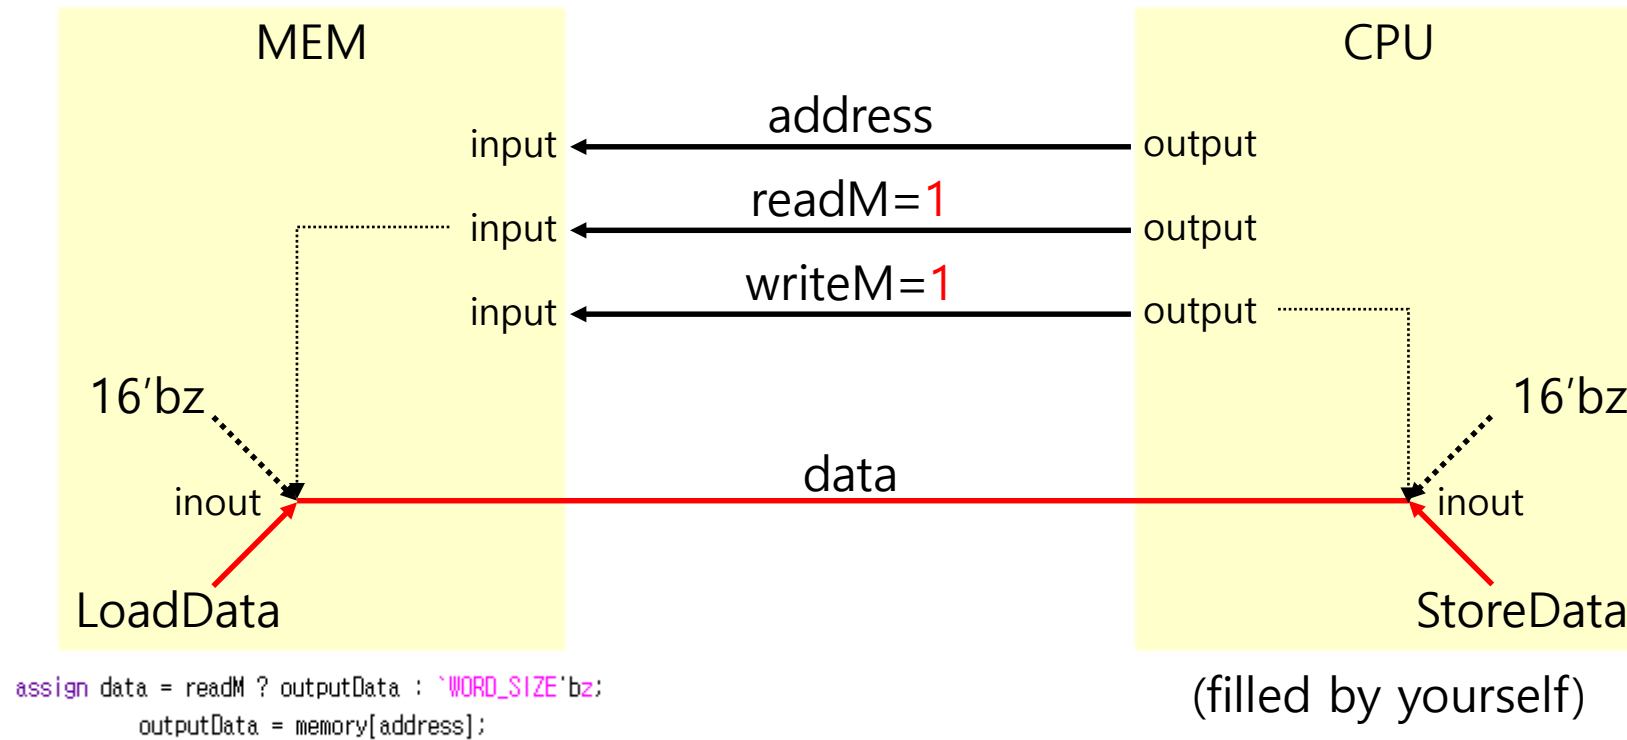 MEM
CPU
address
input
output
readM=1
input
output
writeM=1
input
output
16'bz
16'bz
data
inout
inout
LoadData
StoreData
assign data = readM ? outputData : `WORD_SIZE'bz;
outputData = memory[address];
(filled by yourself)